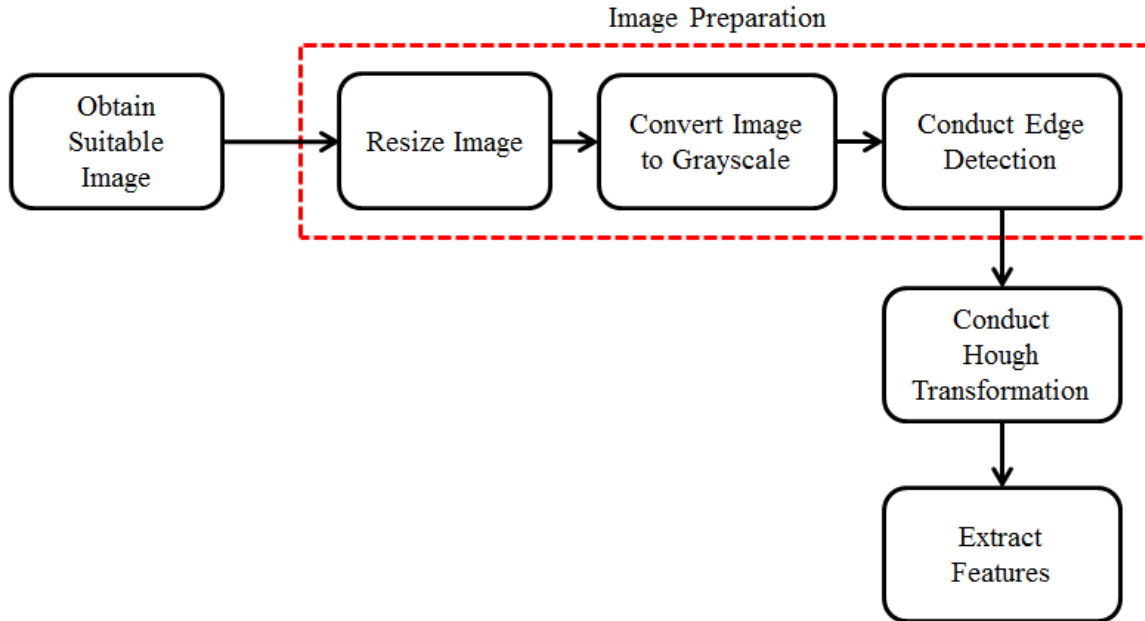 Image Preparation
Obtain
Suitable
Image
Resize Image
Convert Image
to Grayscale
Conduct Edge
Detection
Conduct
Hough
Transformation
Extract
Features